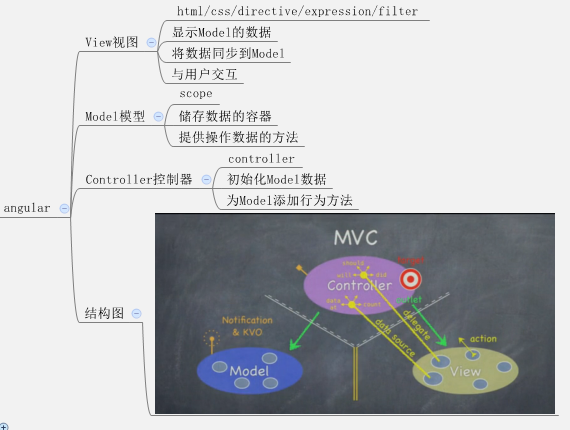 html/css/directive/expression/filter
View视图
显示Model的数据
将数据同步到Model
与用户交互
scope
Model模型
储存数据的容器
提供操作数据的方法
controller
Controller控制器
初始化Model数据
为Model添加行为方法
angular
结构图
MVC
should
will
did
target
Controller
data
at
count
outlet
Notification
& KVO
delegate
data source
action
Model
View